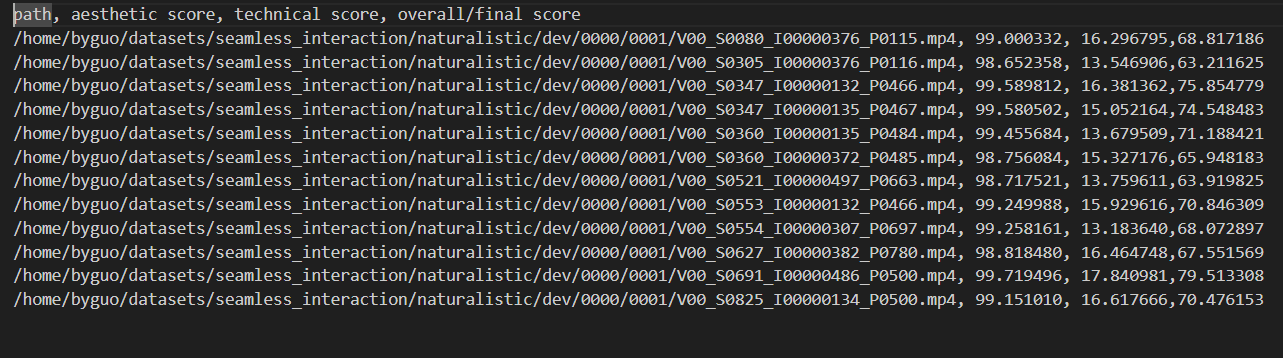 path, aesthetic score, technical score, overall/final score
/home/byguo/datasets/seamless_interaction/naturalistic/dev/0000/0001/V00_S0080_I00000376_P0115.mp4, 99.000332, 16.296795,68.817186
/home/byguo/datasets/seamless_interaction/naturalistic/dev/0000/0001/V00_S0305_I00000376_P0116.mp4, 98.652358, 13.546906,63.211625
/home/byguo/datasets/seamless_interaction/naturalistic/dev/0000/0001/V00_S0347_I00000132_P0466.mp4, 99.589812, 16.381362,75.854779
/home/byguo/datasets/seamless_interaction/naturalistic/dev/0000/0001/V00_S0347_I00000135_P0467.mp4, 99.580502, 15.052164,74.548483
/home/byguo/datasets/seamless_interaction/naturalistic/dev/0000/0001/V00_S0360_I00000135_P0484.mp4, 99.455684, 13.679509,71.188421
/home/byguo/datasets/seamless_interaction/naturalistic/dev/0000/0001/V00_S0360_I00000372_P0485.mp4, 98.756084, 15.327176,65.948183
/home/byguo/datasets/seamless_interaction/naturalistic/dev/0000/0001/V00_S0521_I00000497_P0663.mp4, 98.717521, 13.759611,63.919825
/home/byguo/datasets/seamless_interaction/naturalistic/dev/0000/0001/V00_S0553_I00000132_P0466.mp4, 99.249988, 15.929616,70.846309
/home/byguo/datasets/seamless_interaction/naturalistic/dev/0000/0001/V00_S0554_I00000307_P0697.mp4, 99.258161, 13.183640,68.072897
/home/byguo/datasets/seamless_interaction/naturalistic/dev/0000/0001/V00_S0627_I00000382_P0780.mp4, 98.818480, 16.464748,67.551569
/home/byguo/datasets/seamless_interaction/naturalistic/dev/0000/0001/V00_S0691_I00000486_P0500.mp4, 99.719496, 17.840981,79.513308
/home/byguo/datasets/seamless_interaction/naturalistic/dev/0000/0001/V00_S0825_I00000134_P0500.mp4, 99.151010, 16.617666,70.476153